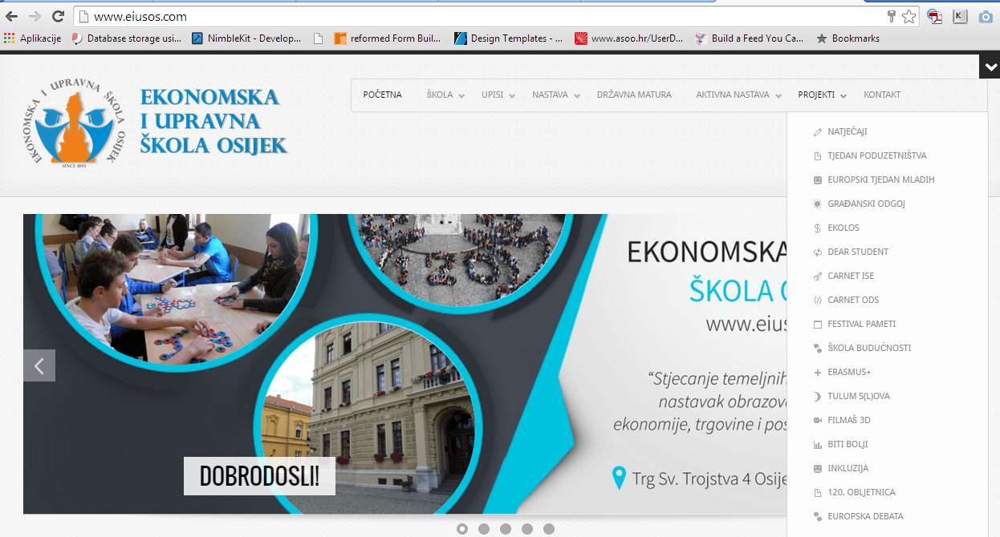 www.eiusos.com
Aplikacije Database storage usi... NimbleKit - Develop... reformed Form Buil... Design Templates - ... www.asoo.hr/UserD... Build a Feed You Ca... Bookmarks
EKONOMSKA I UPRAVNA ŠKOLA OSIJEK
SINCE 1891
EKONOMSKA
I UPRAVNA
ŠKOLA OSIJEK
POČETNA ŠKOLA UPISI NASTAVA DRŽAVNA MATURA AKTIVNA NASTAVA PROJEKTI KONTAKT
NATJEČAJI
TJEDAN PODUZETNIŠTVA
EUROPSKI TJEDAN MLADIH
GRAĐANSKI ODGOJ
EKOLOS
DEAR STUDENT
CARNET ISE
CARNET ODS
FESTIVAL PAMETI
ŠKOLA BUDUĆNOSTI
ERASMUS+
TULUM S(L)OVA
FILMAŠ 3D
BITI BOLJI
INKLUZIJA
120. OBLJETNICA
EUROPSKA DEBATA
120
EKONOMSKA
ŠKOLA
www.eius
“Stjecanje temeljnih
nastavak obrazova
ekonomije, trgovine i pos
Trg Sv. Trojstva 4 Osije
DOBRODOSLI!